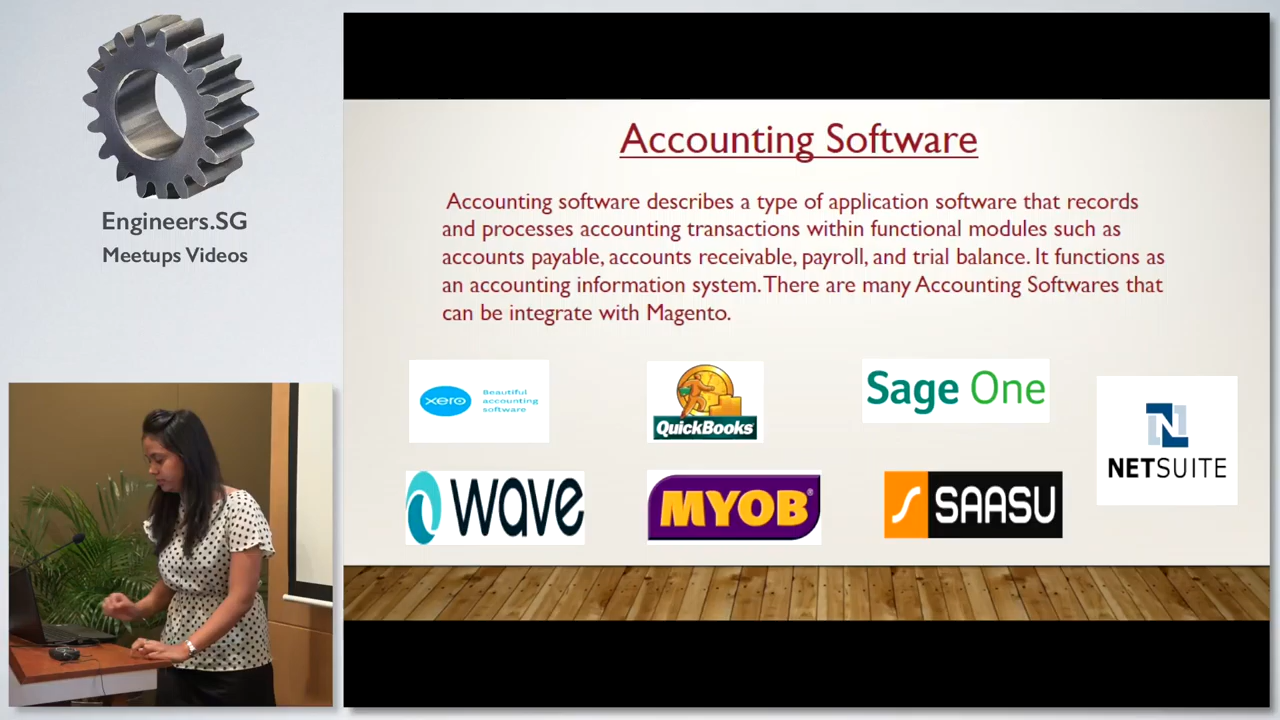 Engineers.SG
Meetups Videos
Accounting Software
Accounting software describes a type of application software that records
and processes accounting transactions within functional modules such as
accounts payable, accounts receivable, payroll, and trial balance. It functions as
an accounting information system. There are many Accounting Softwares that
can be integrate with Magento.
xero
Beautiful
accounting
software
QuickBooks
Sage One
NETSUITE
wave
MYOB®
SAASU